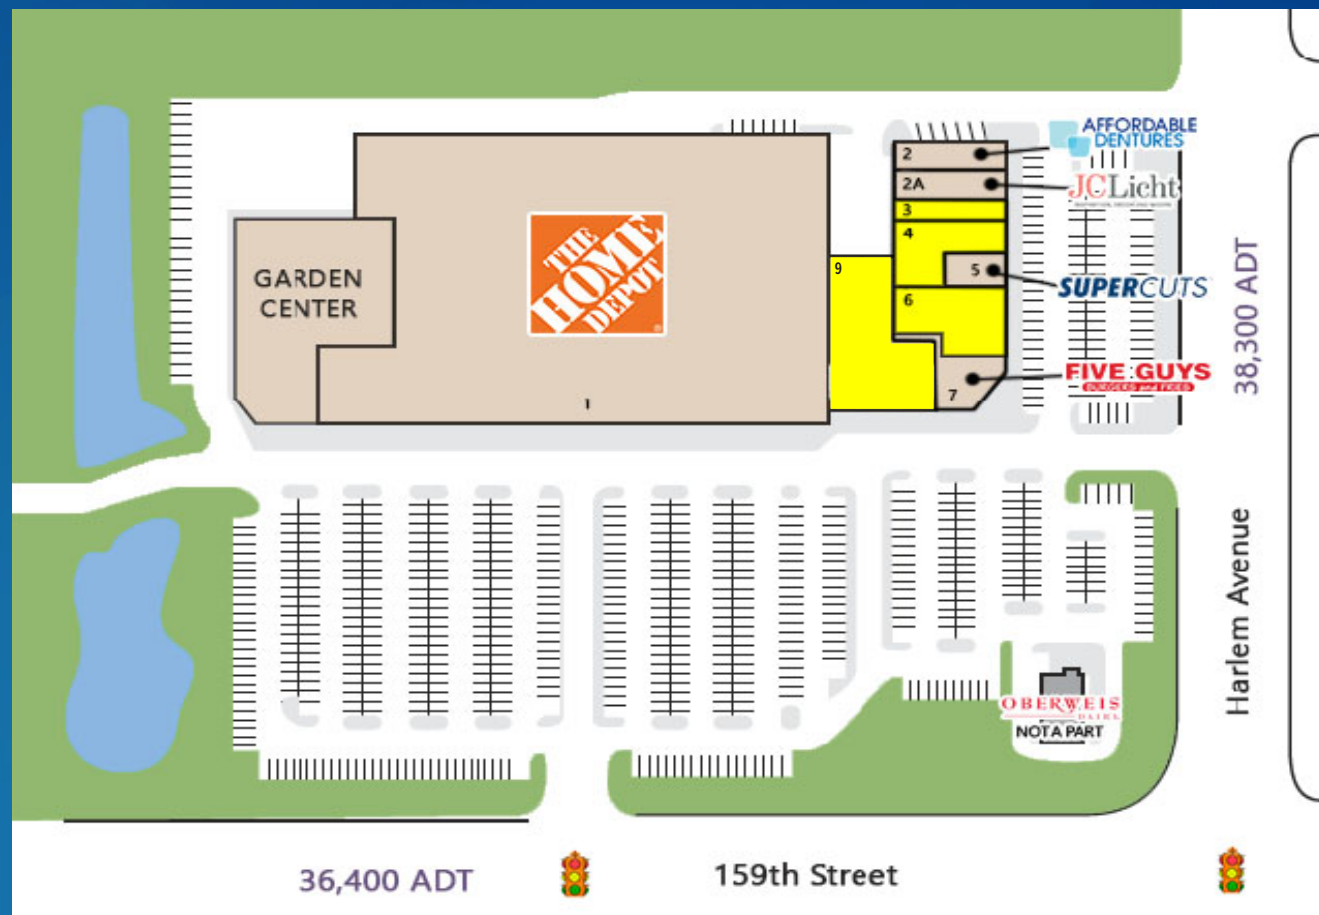 AFFORDABLE
DENTURES
2
2A
JCLicht
3
4
THE
HOME
DEPOT
9
GARDEN
CENTER
5
SUPERCUTS
6
38,300 ADT
FIVE GUYS
BURGERS and FRIES
7
1
Harlem Avenue
OBERWEIS
DAIRY
NOT A PART
36,400 ADT
159th Street